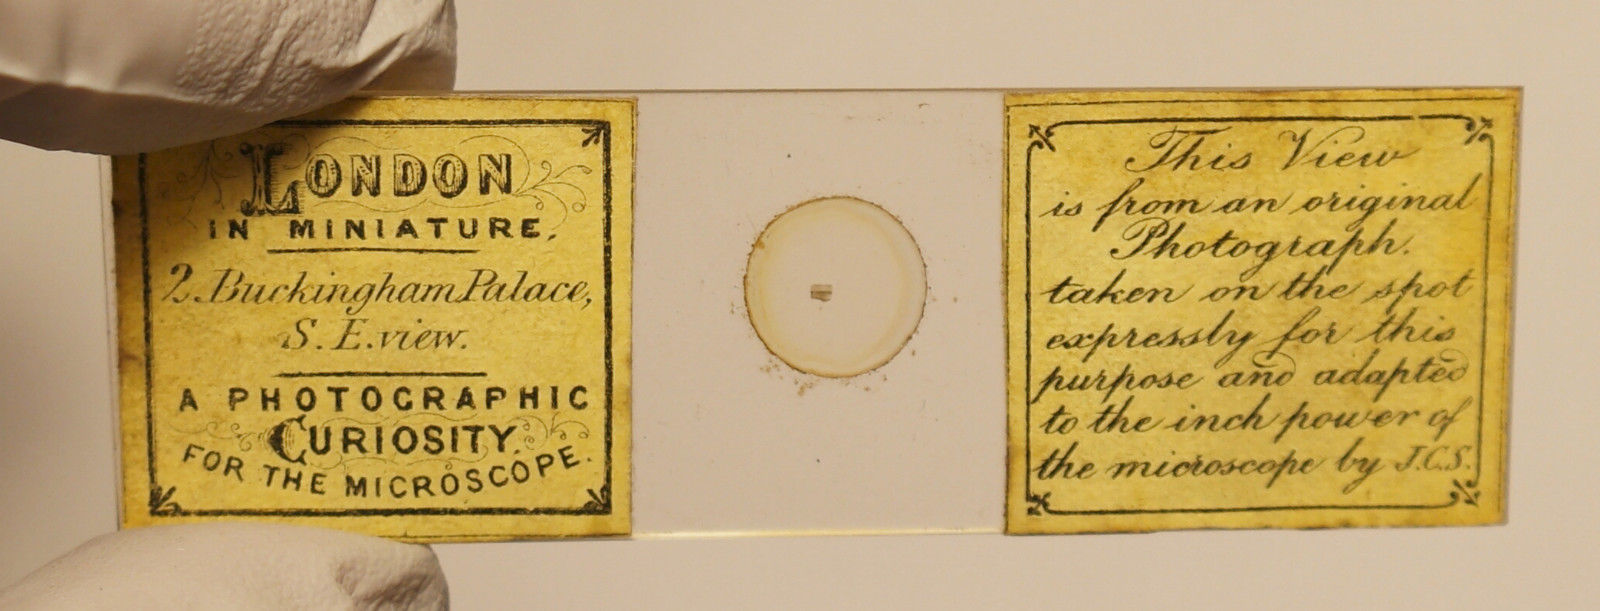 LONDON
IN MINIATURE.
2. Buckingham Palace,
S. E. view.
A PHOTOGRAPHIC
CURIOSITY.
FOR THE MICROSCOPE.
This View
is from an original
Photograph.
taken on the spot
expressly for this
purpose and adapted
to the inch power of
the microscope by J.C.S.